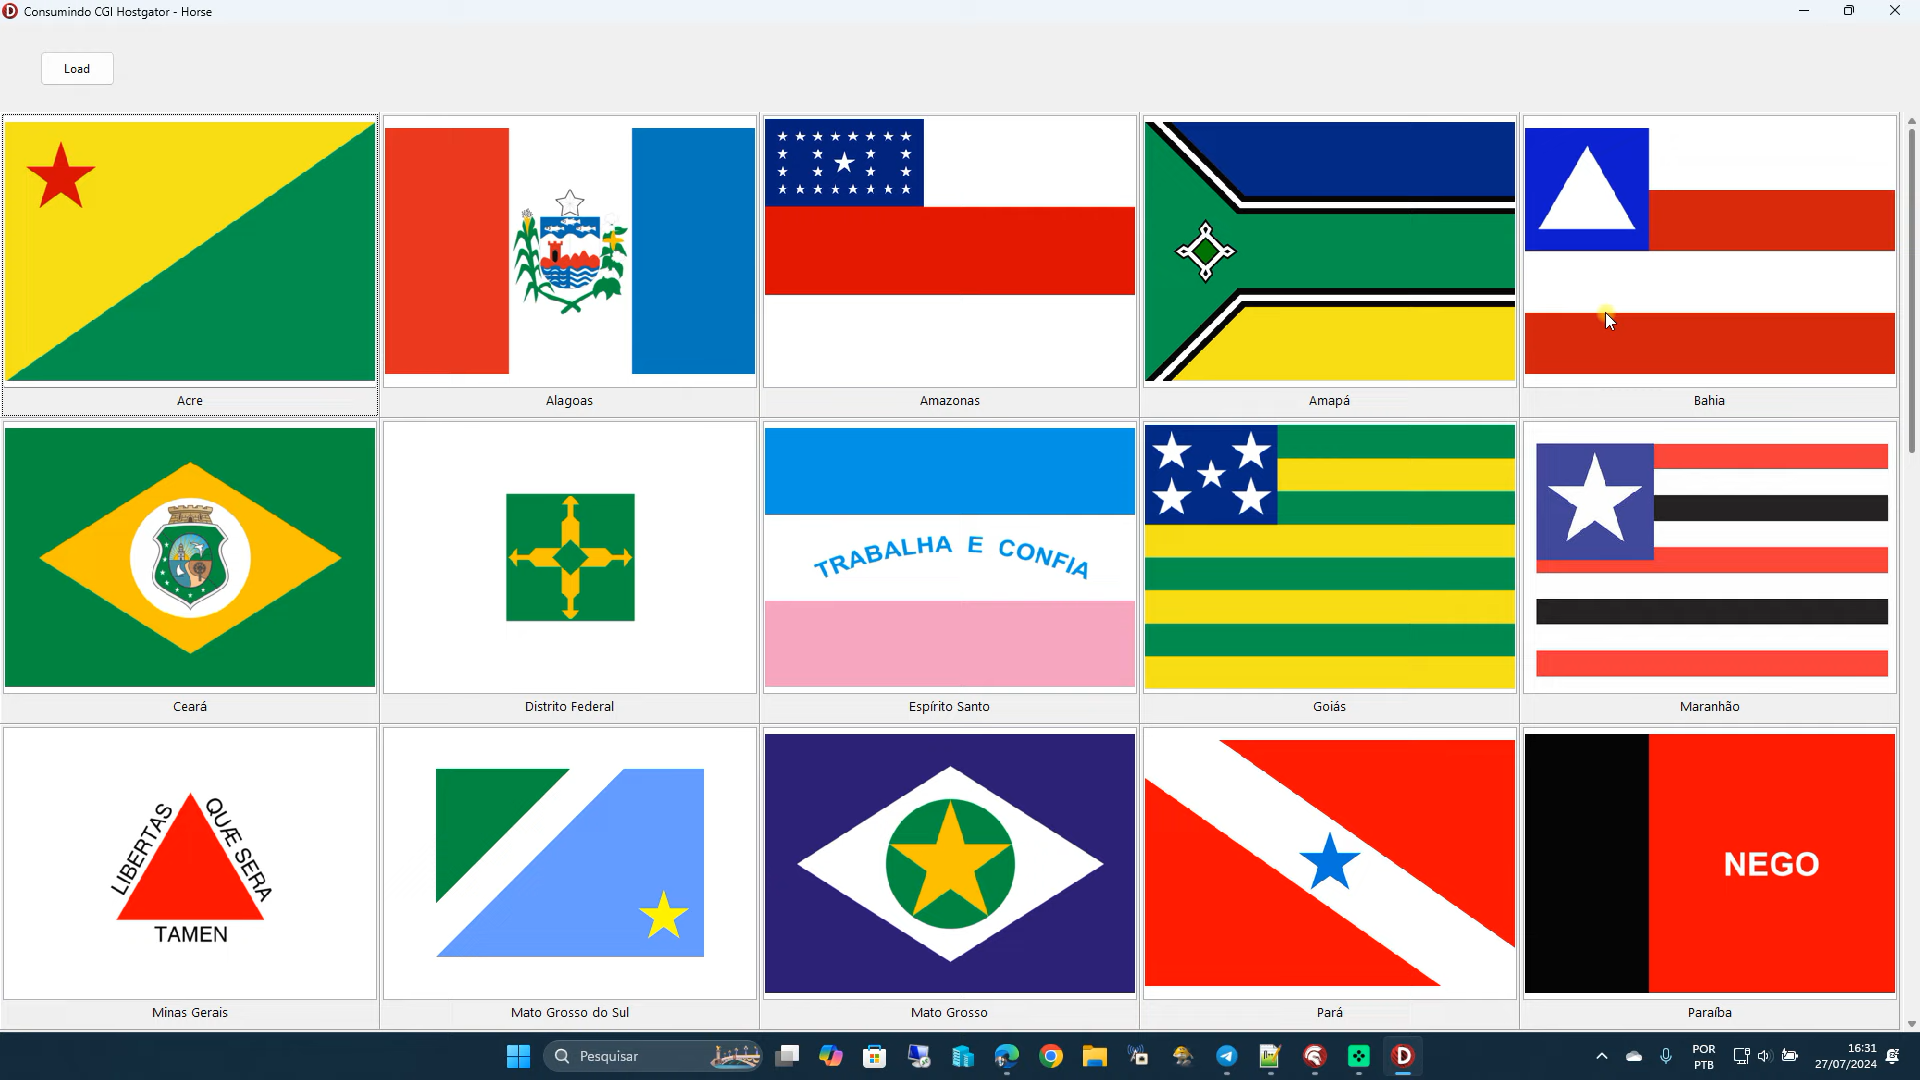 Consumindo CGI Hostgator - Horse
Load
Acre
Alagoas
Amazonas
Amapá
Bahia
TRABALHA E CONFIA
Ceará
Distrito Federal
Espírito Santo
Goiás
Maranhão
LIBERTAS
QUÆ SERA
TAMEN
NEGO
Minas Gerais
Mato Grosso do Sul
Mato Grosso
Pará
Paraíba
Pesquisar
POR
PTB
16:31
27/07/2024